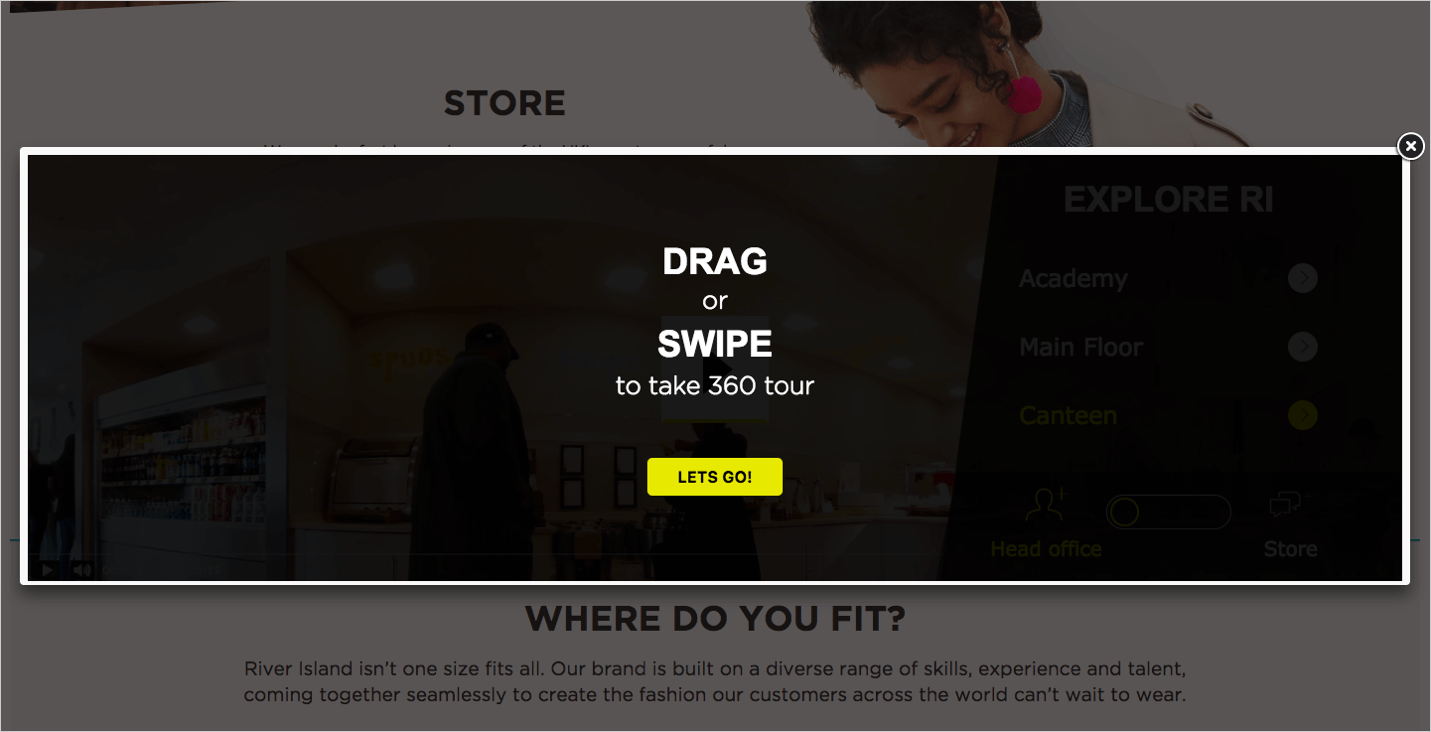 STORE
EXPLORE RI
DRAG
or
SWIPE
to take 360 tour
LETS GO!
Academy
Main Floor
Canteen
Head office
Store
SPUDS
WHERE DO YOU FIT?
River Island isn’t one size fits all. Our brand is built on a diverse range of skills, experience and talent,
coming together seamlessly to create the fashion our customers across the world can’t wait to wear.